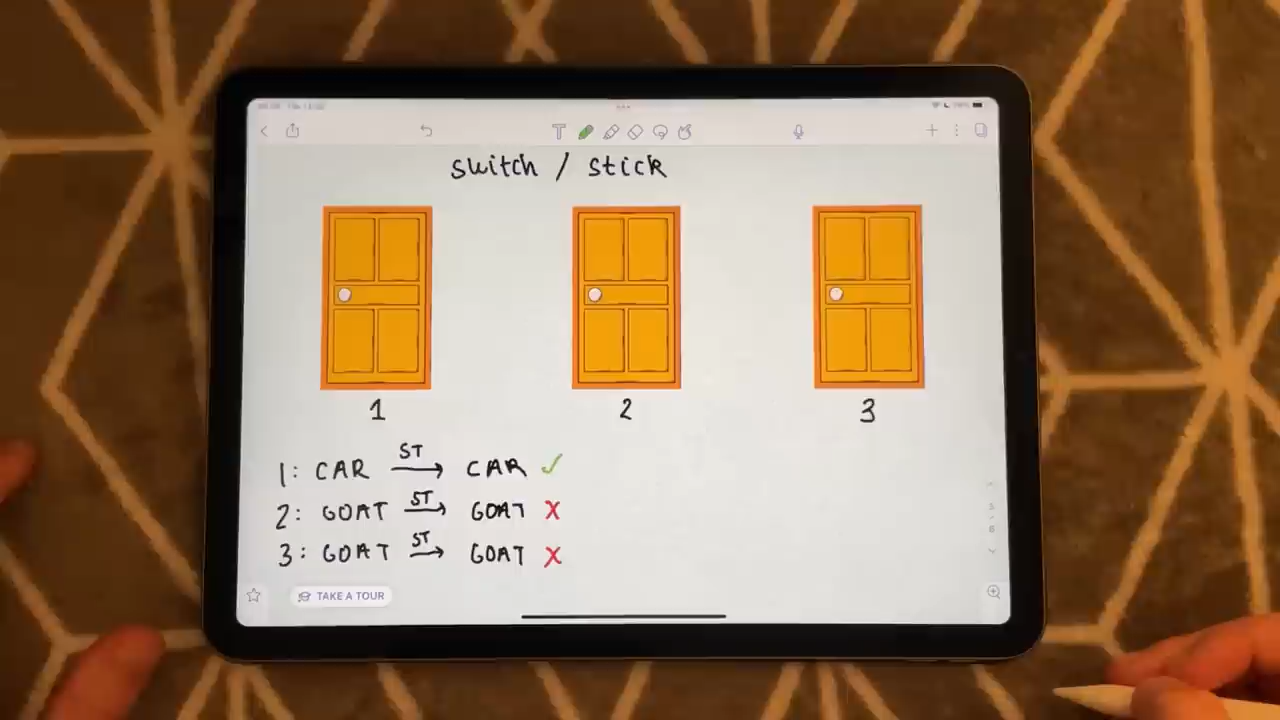 switch / stick
1 2 3
1: CAR ST → CAR ✓
2: GOAT ST → GOAT X
3: GOAT ST → GOAT X
TAKE A TOUR